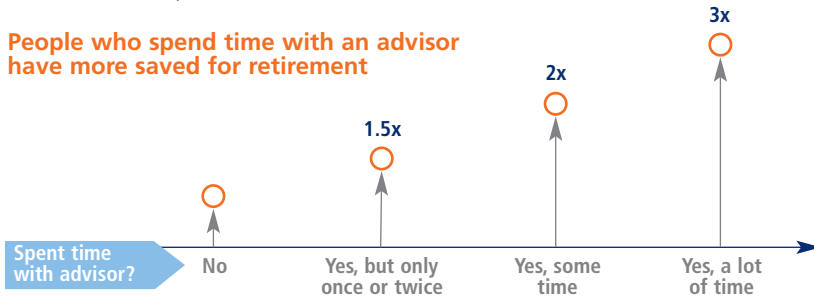 People who spend time with an advisor
have more saved for retirement
3x
2x
1.5x
Spent time
with advisor?
No
Yes, but only
once or twice
Yes, some
time
Yes, a lot
of time